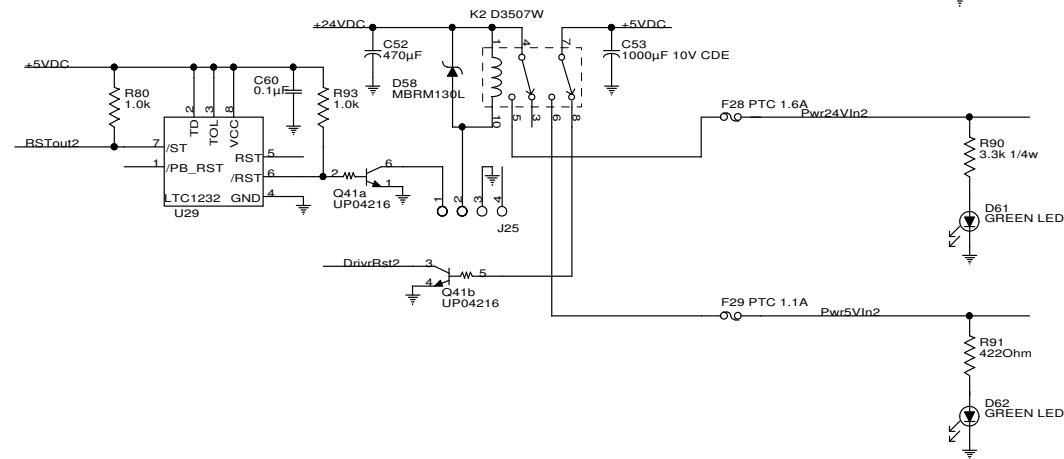 K2 D3507W
+24VDC
+5VDC
1
4
7
C52
470µF
C53
1000µF 10V CDE
D58
MBRM130L
10
5
3
6
8
+5VDC
R80
1.0k
C60
0.1µF
R93
1.0k
2
3
8
TD
TOL
VCC
RSTout2
7
/ST
1
/PB_RST
RST
5
/RST
6
LTC1232
GND
4
U29
2
6
1
Q41a
UP04216
1
2
3
4
J25
DrivrRst2
3
4
5
Q41b
UP04216
F28 PTC 1.6A
Pwr24VIn2
R90
3.3k 1/4w
D61
GREEN LED
F29 PTC 1.1A
Pwr5VIn2
R91
422Ohm
D62
GREEN LED